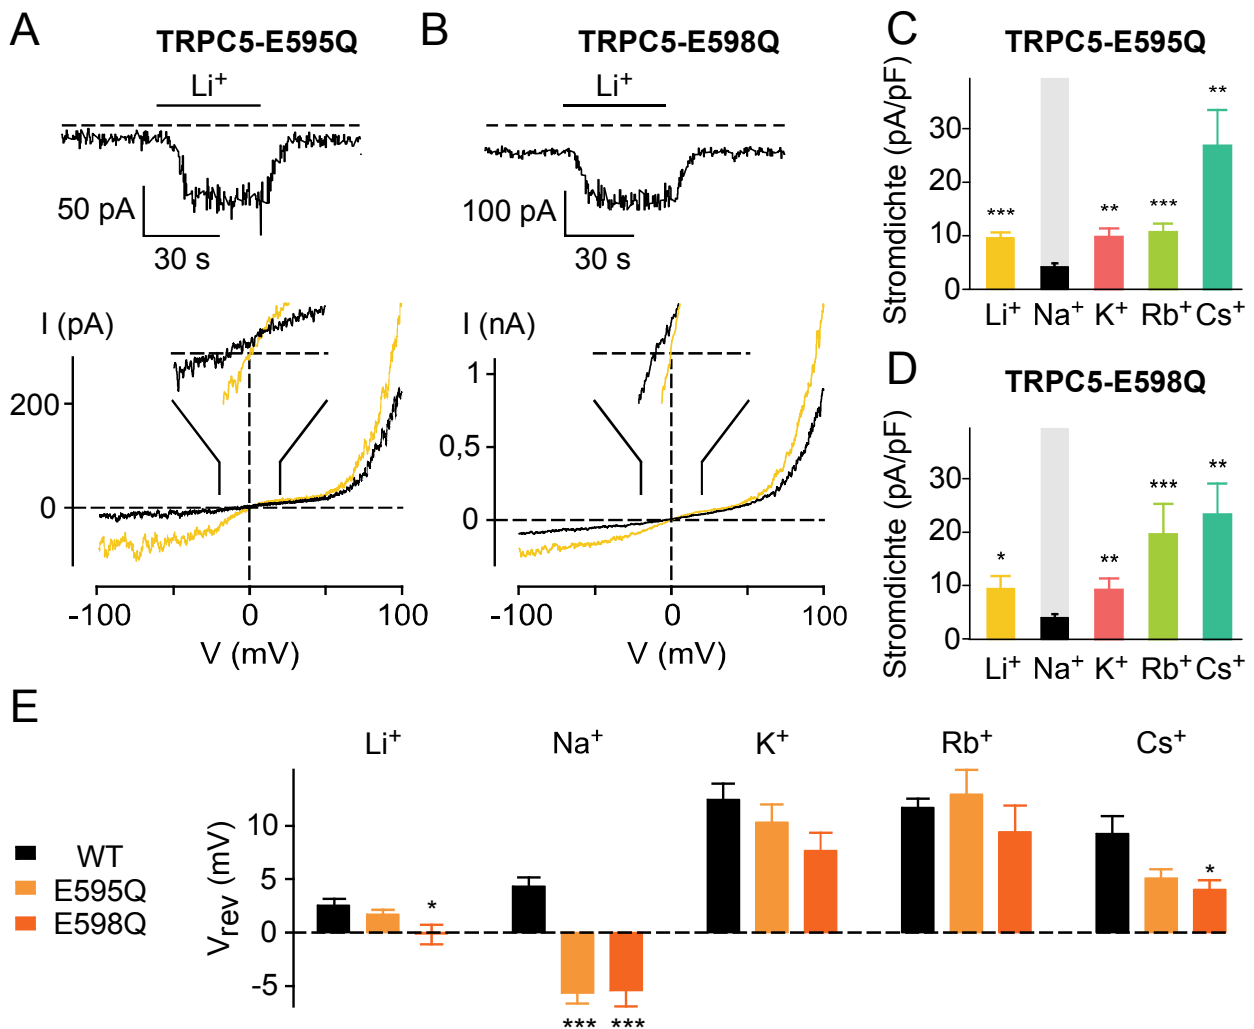 A
TRPC5-E595Q
Li⁺
50 pA
30 s
I (pA)
200
0
-100
0
100
V (mV)
B
TRPC5-E598Q
Li⁺
100 pA
30 s
I (nA)
1
0,5
0
-100
0
100
V (mV)
C
TRPC5-E595Q
Stromdichte (pA/pF)
30
20
10
0
***
**
***
**
Li⁺ Na⁺ K⁺ Rb⁺ Cs⁺
D
TRPC5-E598Q
Stromdichte (pA/pF)
30
20
10
0
*
**
***
**
Li⁺ Na⁺ K⁺ Rb⁺ Cs⁺
E
Li⁺ Na⁺ K⁺ Rb⁺ Cs⁺
WT
E595Q
E598Q
Vrev (mV)
10
5
0
-5
*
*** ***
*